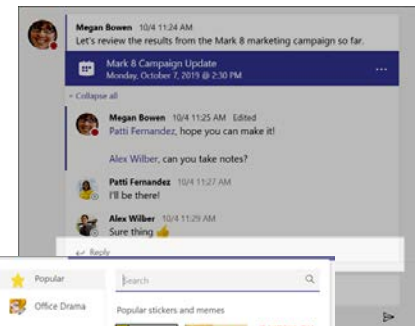 Megan Bowen 10/4 11:24 AM
Let's review the results from the Mark 8 marketing campaign so far.
Mark 8 Campaign Update
Monday, October 7, 2019 @ 2:30 PM
Collapse all
Megan Bowen 10/4 11:25 AM Edited
Patti Fernandez, hope you can make it!
Alex Wilber, can you take notes?
Patti Fernandez 10/4 11:27 AM
I'll be there!
Alex Wilber 10/4 11:29 AM
Sure thing 👍
Reply
Popular
Search
Office Drama
Popular stickers and memes